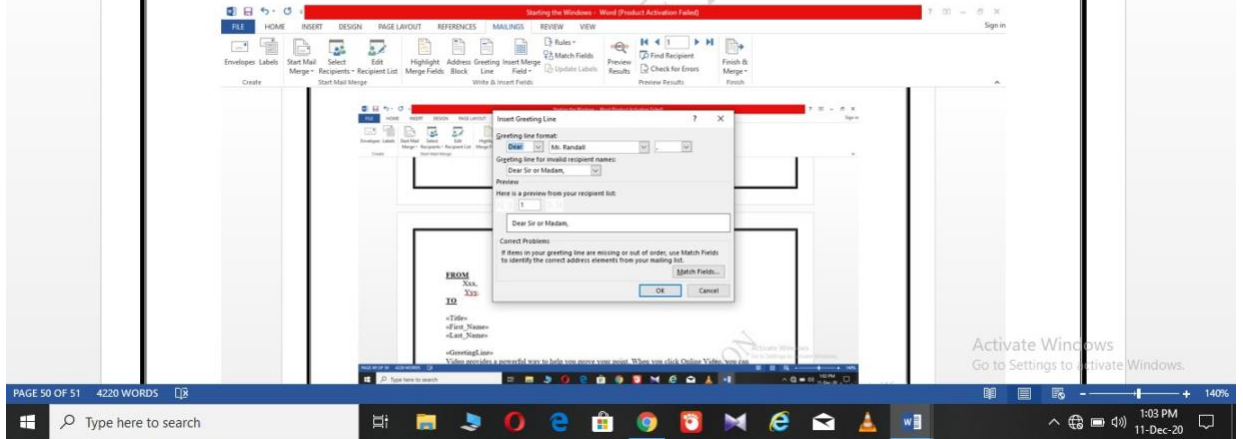 Starting the Windows - Word (Product Activation Failed)
FILE HOME INSERT DESIGN PAGE LAYOUT REFERENCES MAILINGS REVIEW VIEW Sign in
Envelopes Labels
Start Mail Merge Select Recipients Edit Recipient List
Highlight Merge Fields Address Block Greeting Line Insert Merge Field
Rules
Match Fields
Update Labels
Preview Results
1
Find Recipient
Check for Errors
Finish & Merge
Create Start Mail Merge Write & Insert Fields Preview Results Finish
Insert Greeting Line ? X
Greeting line format:
Dear Mr. Randall ,
Greeting line for invalid recipient names:
Dear Sir or Madam,
Preview
Here is a preview from your recipient list:
1
Dear Sir or Madam,
Correct Problems
If items in your greeting line are missing or out of order, use Match Fields
to identify the correct address elements from your mailing list.
Match Fields...
OK Cancel
FROM
Xxx,
Yyy.
TO
«Title»
«First_Name»
«Last_Name»
«GreetingLine»
Video provides a powerful way to help you prove your point. When you click Online Video, you can
Type here to search
Activate Windows
Go to Settings to activate Windows.
PAGE 50 OF 51 4220 WORDS 140%
Type here to search
1:03 PM
11-Dec-20